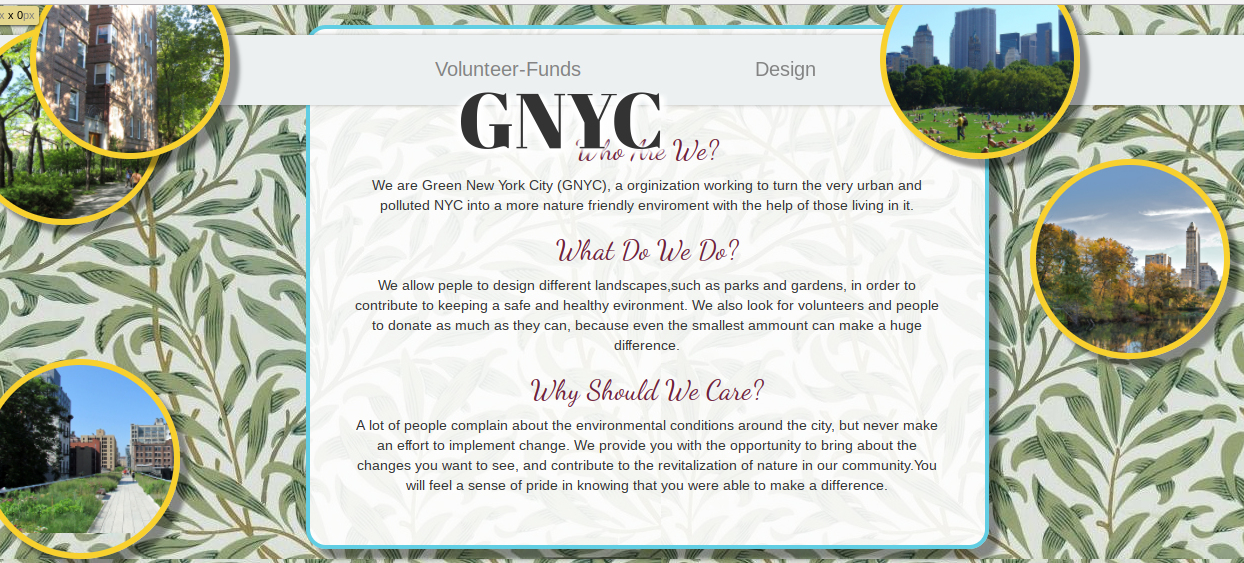 x x 0px
Volunteer-Funds Design
GNYC
Who Are We?
We are Green New York City (GNYC), a orginization working to turn the very urban and
polluted NYC into a more nature friendly enviroment with the help of those living in it.
What Do We Do?
We allow peple to design different landscapes,such as parks and gardens, in order to
contribute to keeping a safe and healthy evironment. We also look for volunteers and people
to donate as much as they can, because even the smallest ammount can make a huge
difference.
Why Should We Care?
A lot of people complain about the environmental conditions around the city, but never make
an effort to implement change. We provide you with the opportunity to bring about the
changes you want to see, and contribute to the revitalization of nature in our community.You
will feel a sense of pride in knowing that you were able to make a difference.